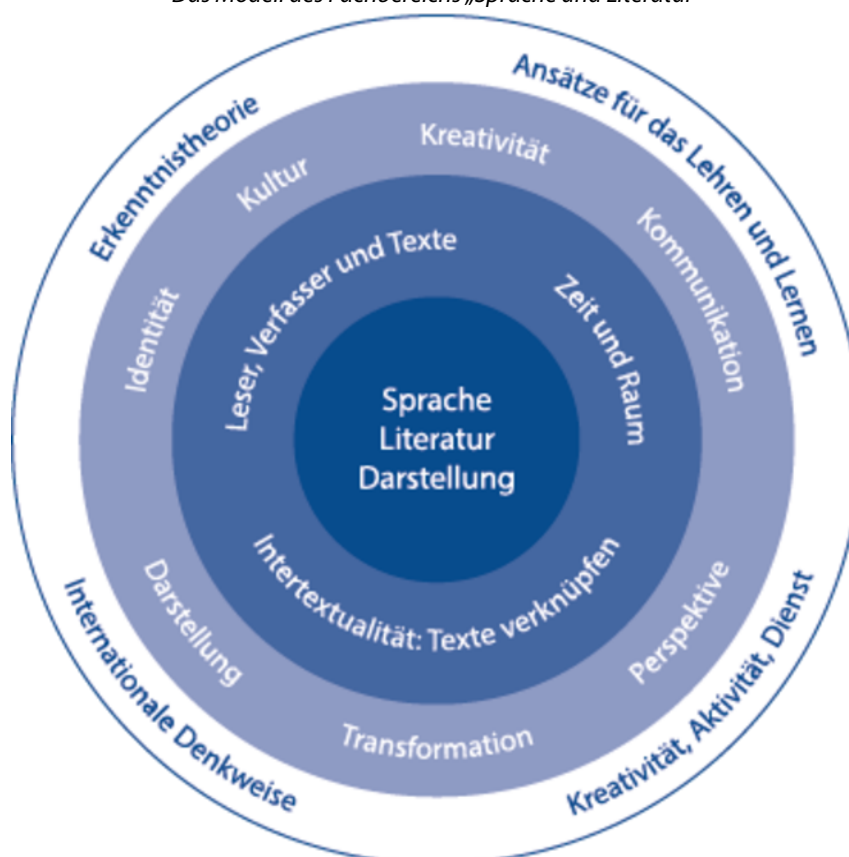 Das Modell des Fachbereichs „Sprache und Literatur“
Erkenntnistheorie
Ansätze für das Lehren und Lernen
Kreativität, Aktivität, Dienst
Internationale Denkweise
Identität
Kultur
Kreativität
Kommunikation
Perspektive
Transformation
Darstellung
Leser, Verfasser und Texte
Zeit und Raum
Intertextualität: Texte verknüpfen
Sprache
Literatur
Darstellung